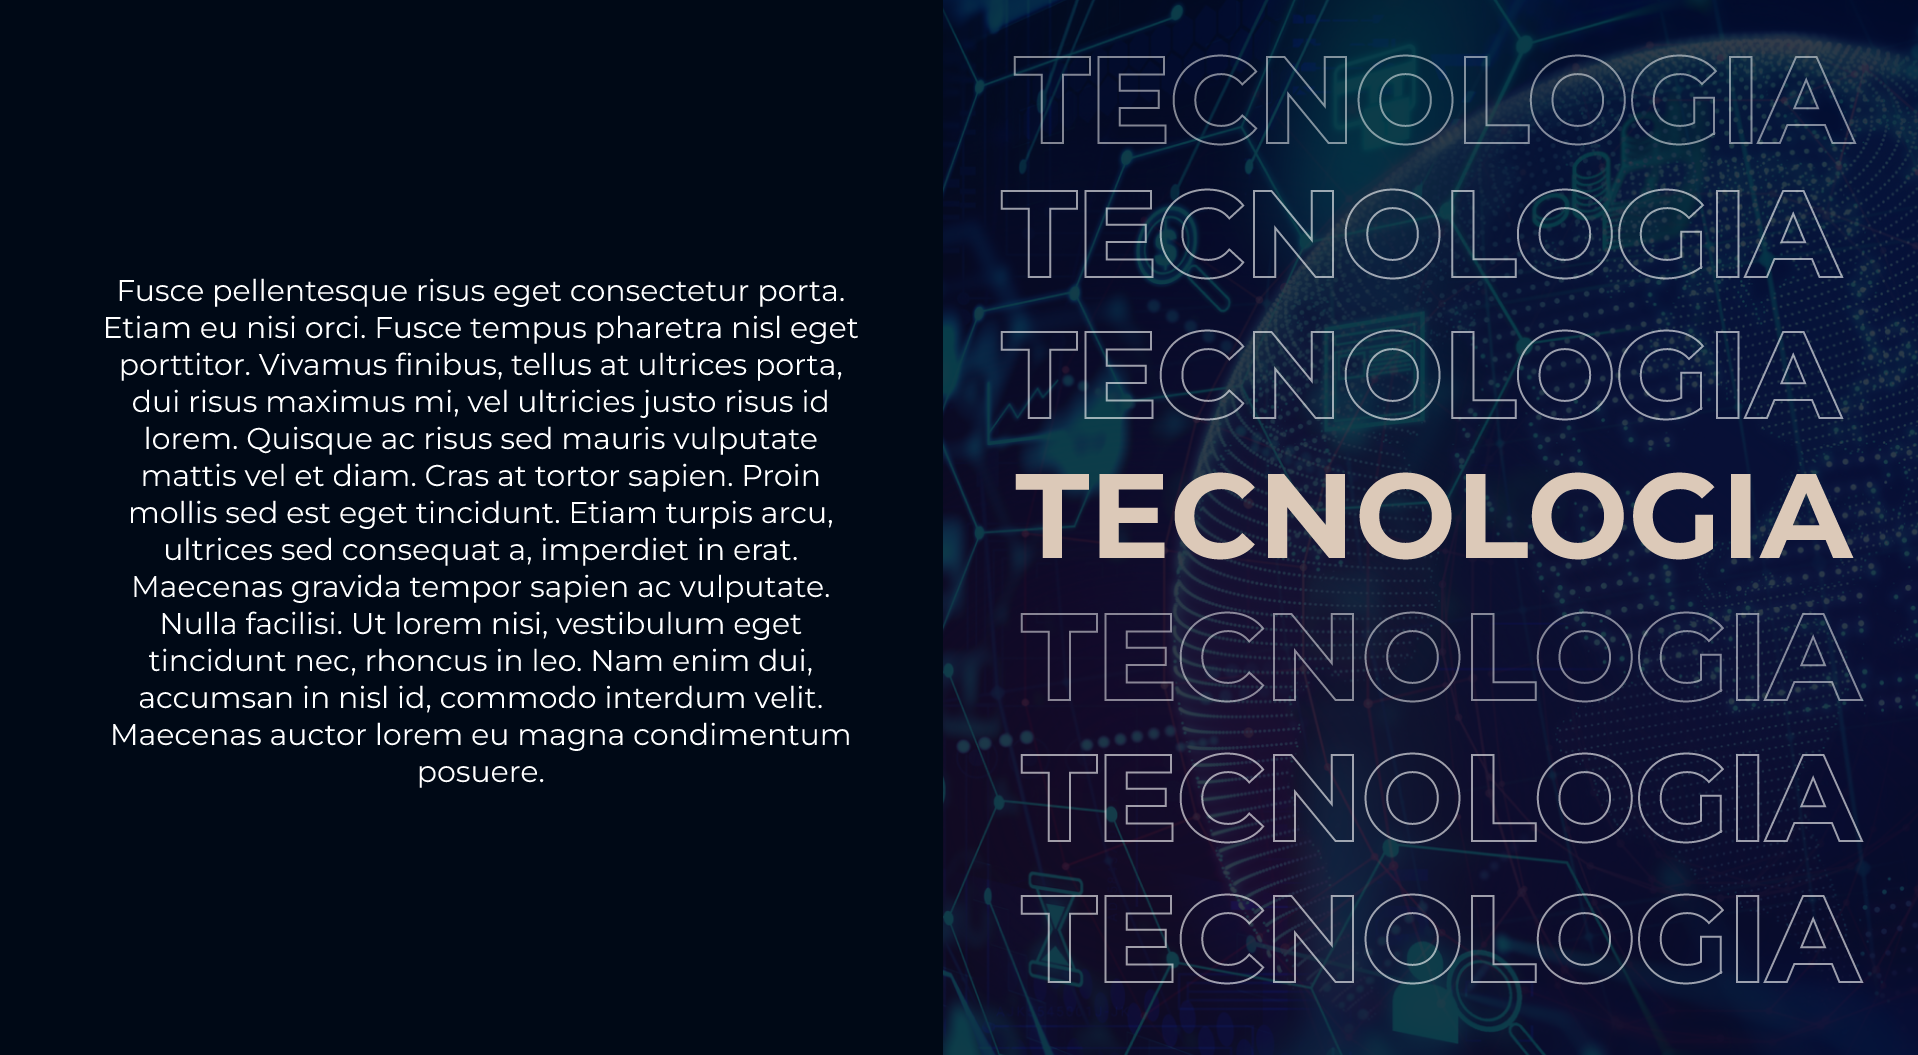 Fusce pellentesque risus eget consectetur porta.
Etiam eu nisi orci. Fusce tempus pharetra nisl eget
porttitor. Vivamus finibus, tellus at ultrices porta,
dui risus maximus mi, vel ultricies justo risus id
lorem. Quisque ac risus sed mauris vulputate
mattis vel et diam. Cras at tortor sapien. Proin
mollis sed est eget tincidunt. Etiam turpis arcu,
ultrices sed consequat a, imperdiet in erat.
Maecenas gravida tempor sapien ac vulputate.
Nulla facilisi. Ut lorem nisi, vestibulum eget
tincidunt nec, rhoncus in leo. Nam enim dui,
accumsan in nisl id, commodo interdum velit.
Maecenas auctor lorem eu magna condimentum
posuere.
TECNOLOGIA
TECNOLOGIA
TECNOLOGIA
TECNOLOGIA
TECNOLOGIA
TECNOLOGIA
TECNOLOGIA